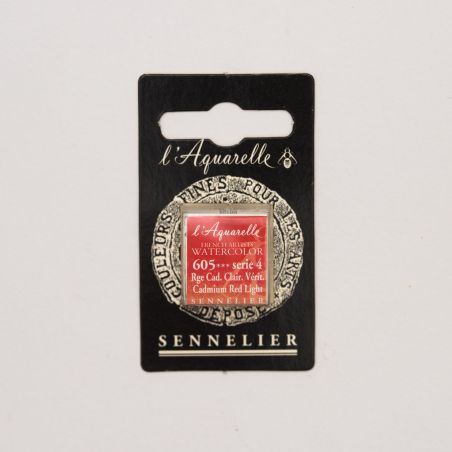 l'Aquarelle
COULEURS FINES POUR LES ARTS
DÉPOSÉ
l'Aquarelle
FRENCH ARTISTS'
WATERCOLOR
605*** serie 4
Rge Cad. Clair. Vérit.
Cadmium Red Light
SENNELIER
SENNELIER